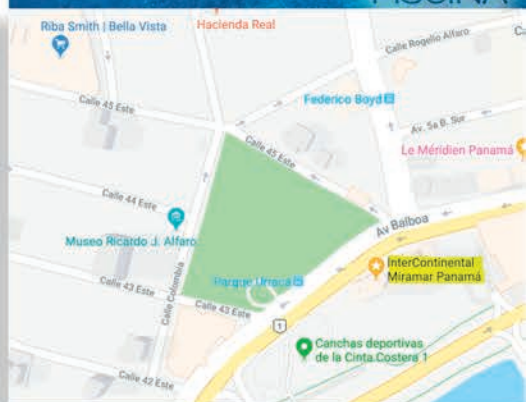 PISCINA
Riba Smith | Bella Vista
Hacienda Real
Calle Rogelio Alfaro
Ca
Calle 45 Este
Federico Boyd
Calle 45 Este
Av. 5a B. Sur
Le Méridien Panamá
Calle 44 Este
Av Balboa
Museo Ricardo J. Alfaro
InterContinental
Miramar Panamá
Parque Urracá
Calle 43 Este
Calle Colombia
Calle 43 Este
1
Canchas deportivas
de la Cinta Costera 1
Calle 42 Este